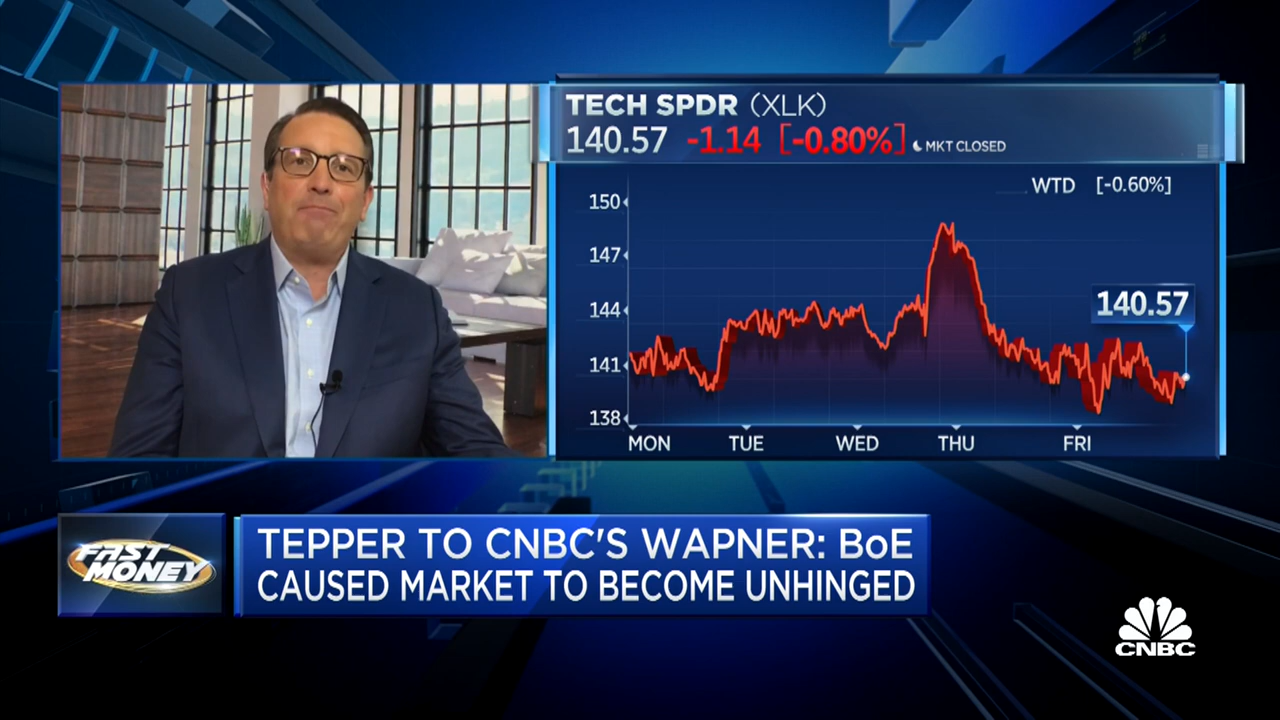 TECH SPDR (XLK)
140.57 -1.14 [-0.80%] MKT CLOSED
WTD [-0.60%]
150
147
144
141
138
140.57
MON TUE WED THU FRI
FAST
MONEY
TEPPER TO CNBC'S WAPNER: BoE
CAUSED MARKET TO BECOME UNHINGED
CNBC